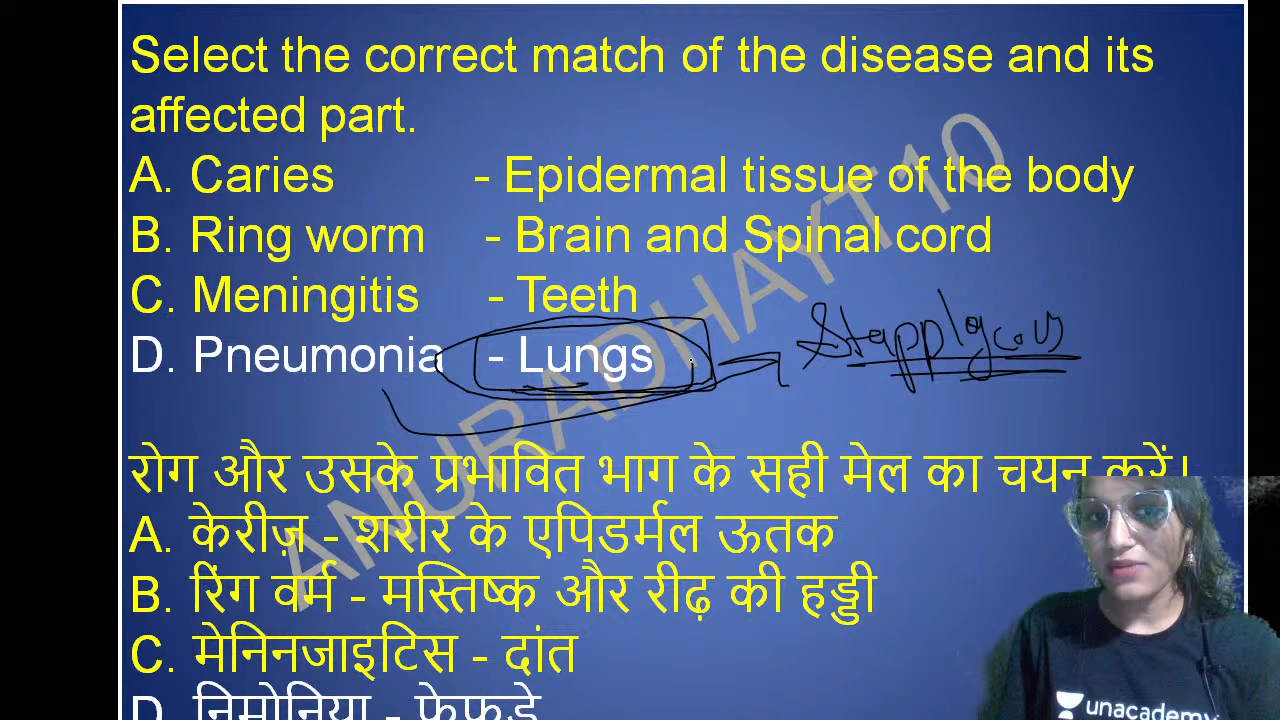 Select the correct match of the disease and its
affected part.
A. Caries - Epidermal tissue of the body
B. Ring worm - Brain and Spinal cord
C. Meningitis - Teeth
D. Pneumonia - Lungs
रोग और उसके प्रभावित भाग के सही मेल का चयन करें।
A. केरीज़ - शरीर के एपिडर्मल ऊतक
B. रिंग वर्म - मस्तिष्क और रीढ़ की हड्डी
C. मेनिनजाइटिस - दांत
D. निमोनिया - फेफड़े
ANURADHAYT 10
unacademy